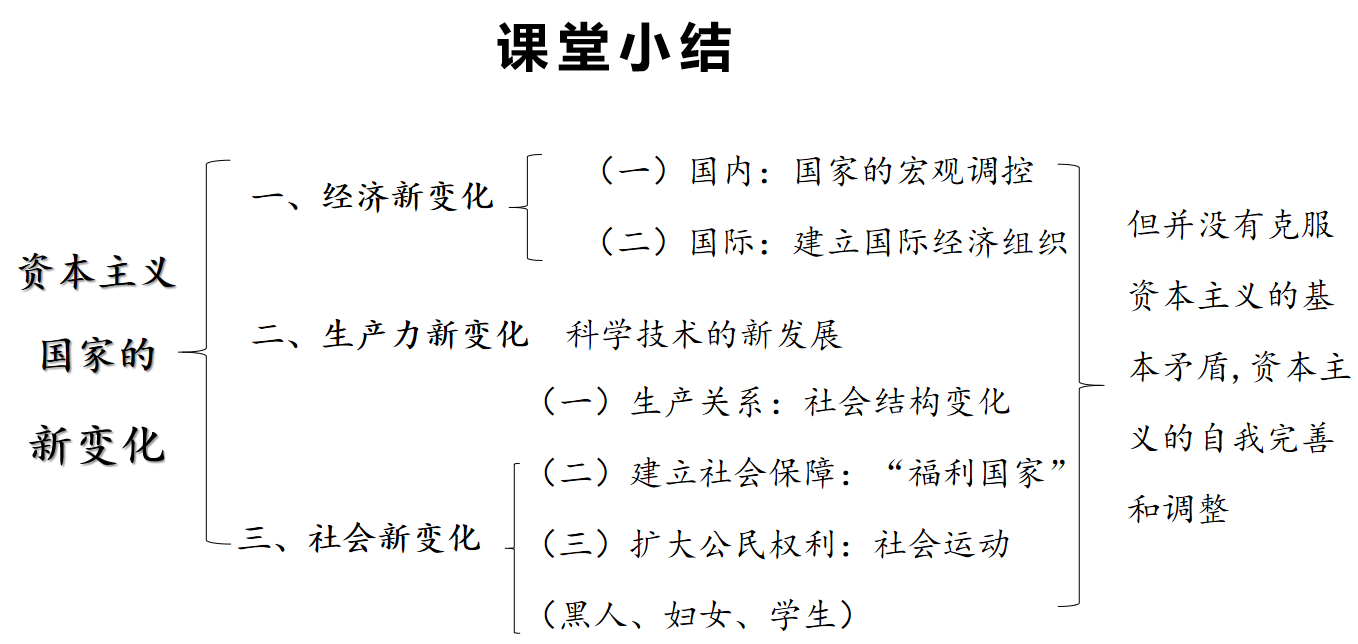 课堂小结
资本主义
国家的
新变化
一、经济新变化
（一）国内：国家的宏观调控
（二）国际：建立国际经济组织
二、生产力新变化 科学技术的新发展
三、社会新变化
（一）生产关系：社会结构变化
（二）建立社会保障：“福利国家”
（三）扩大公民权利：社会运动
（黑人、妇女、学生）
但并没有克服
资本主义的基
本矛盾,资本主
义的自我完善
和调整